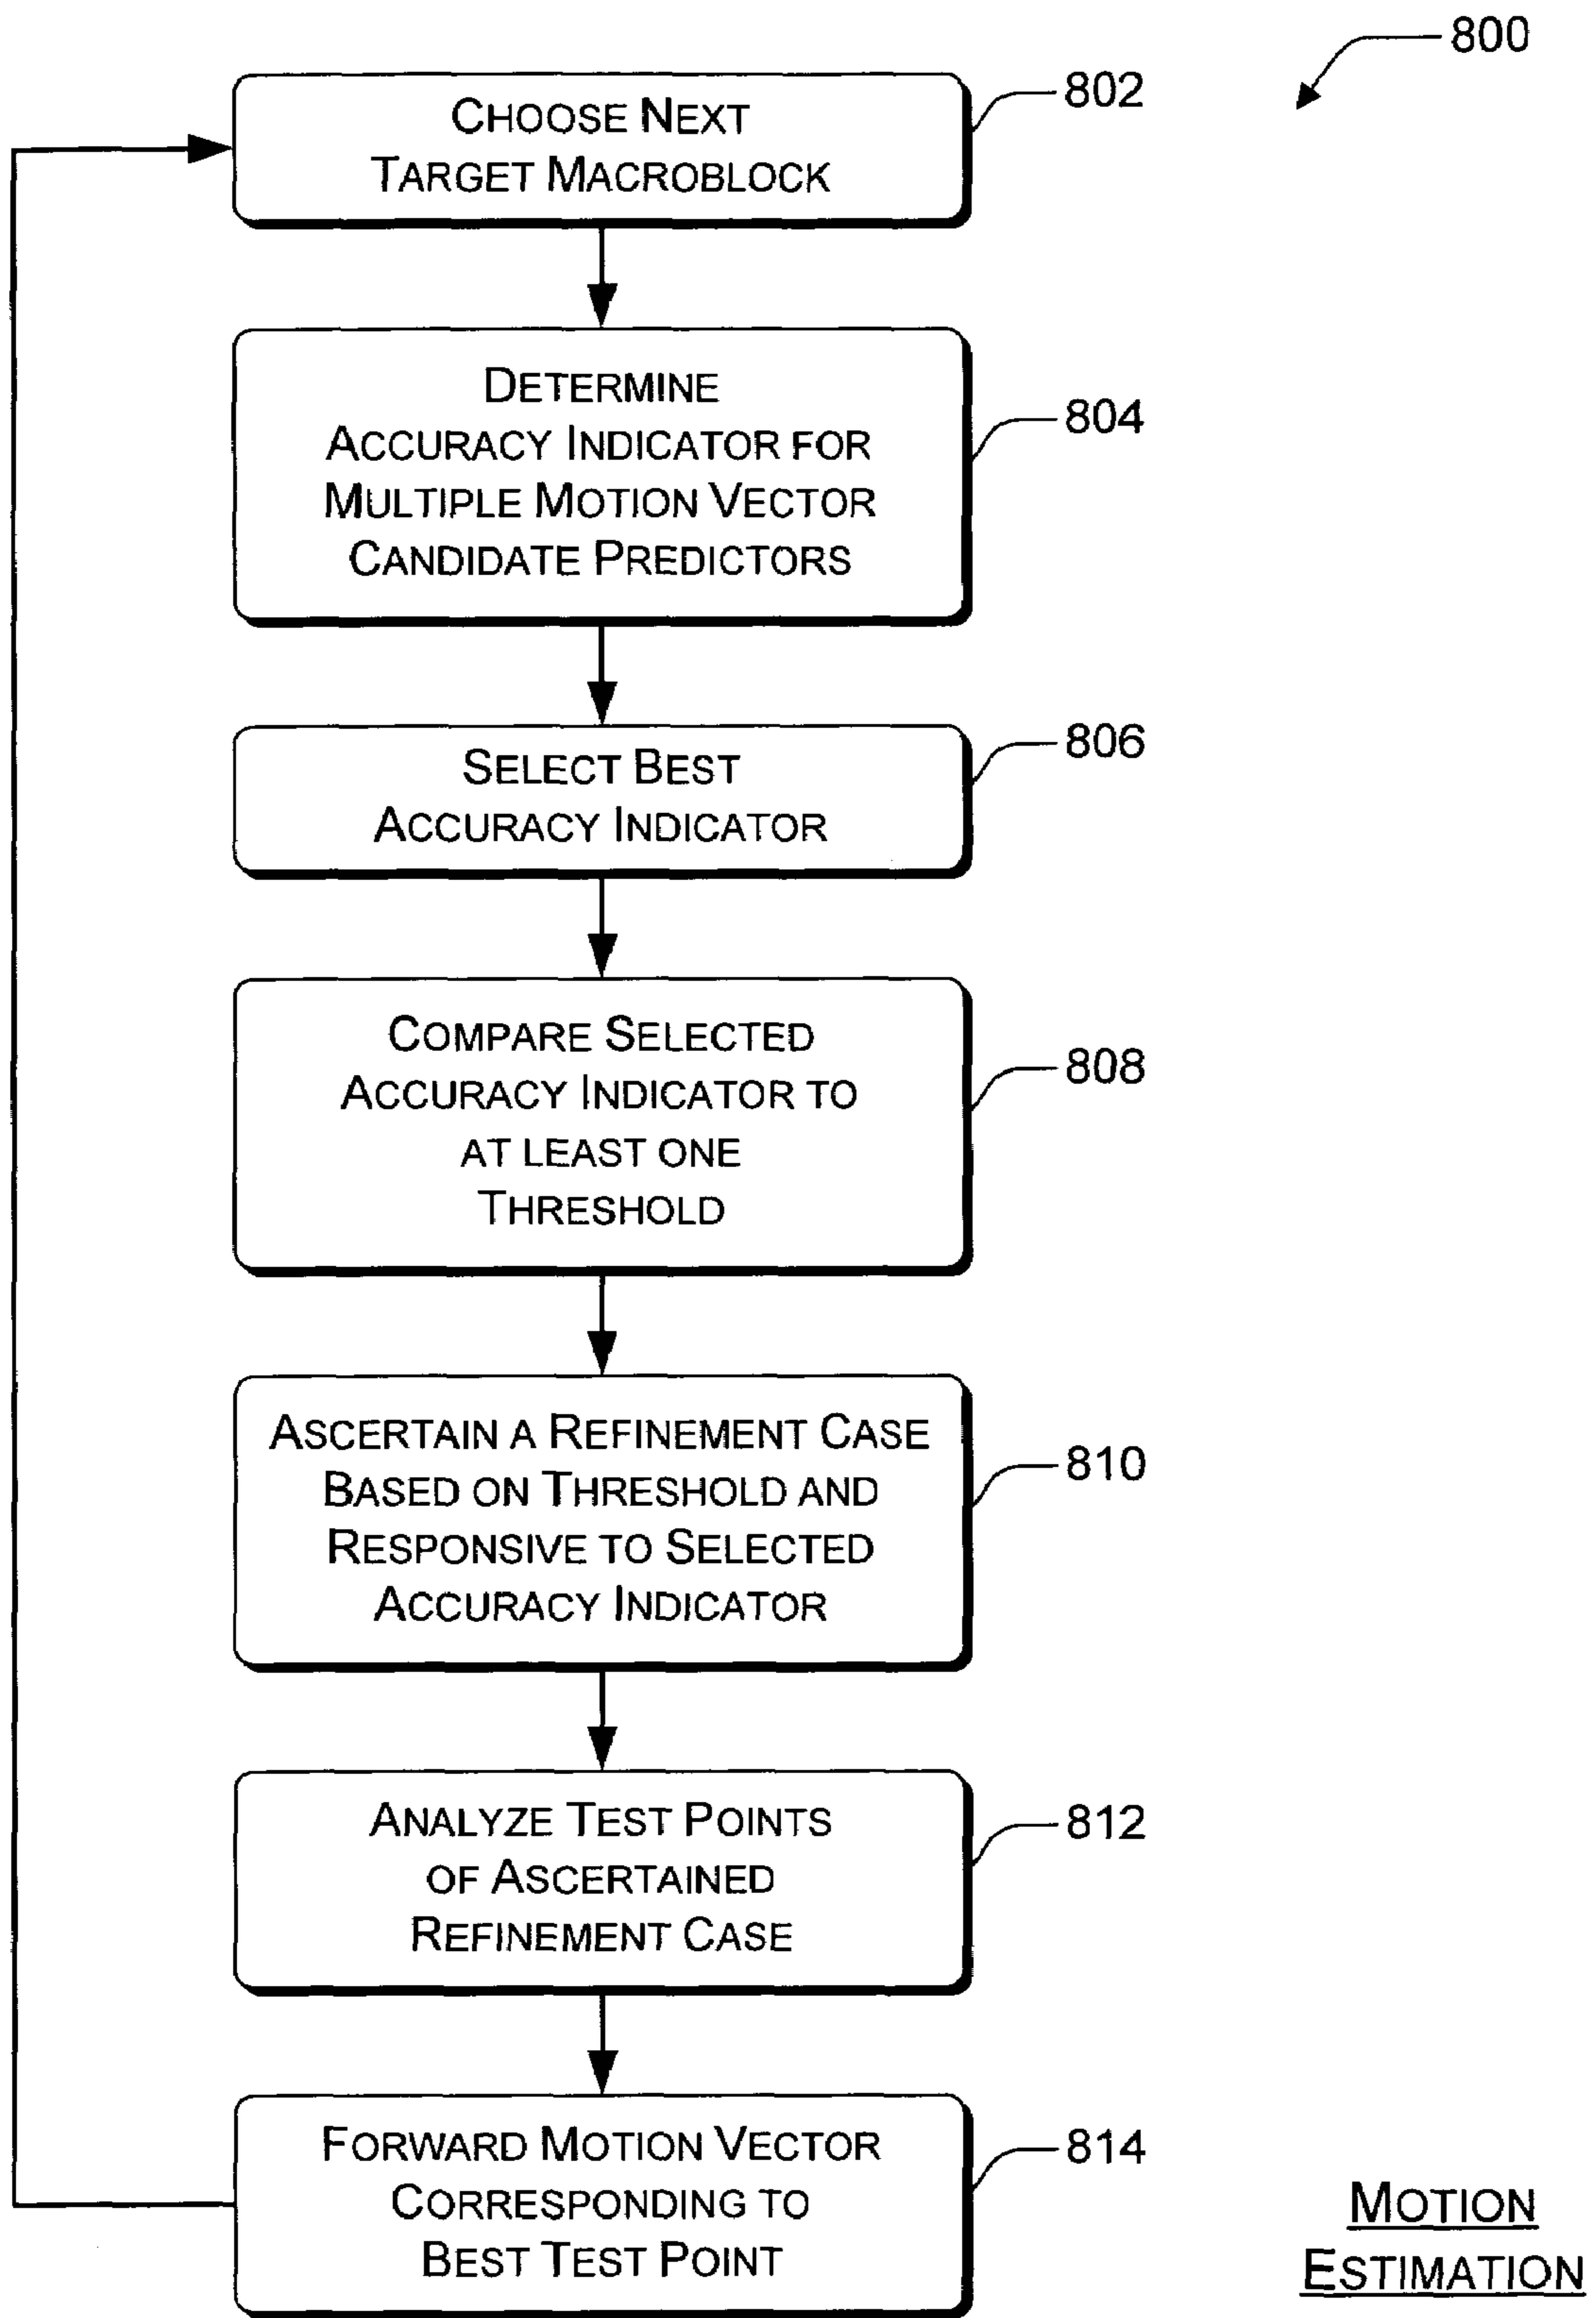 800
CHOOSE NEXT
TARGET MACROBLOCK
802
DETERMINE
ACCURACY INDICATOR FOR
MULTIPLE MOTION VECTOR
CANDIDATE PREDICTORS
804
SELECT BEST
ACCURACY INDICATOR
806
COMPARE SELECTED
ACCURACY INDICATOR TO
AT LEAST ONE
THRESHOLD
808
ASCERTAIN A REFINEMENT CASE
BASED ON THRESHOLD AND
RESPONSIVE TO SELECTED
ACCURACY INDICATOR
810
ANALYZE TEST POINTS
OF ASCERTAINED
REFINEMENT CASE
812
FORWARD MOTION VECTOR
CORRESPONDING TO
BEST TEST POINT
814
MOTION
ESTIMATION